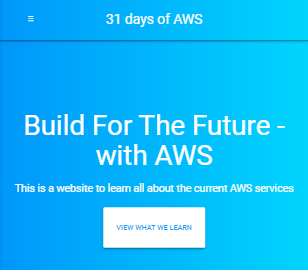 31 days of AWS
Build For The Future -
with AWS
This is a website to learn all about the current AWS services
VIEW WHAT WE LEARN